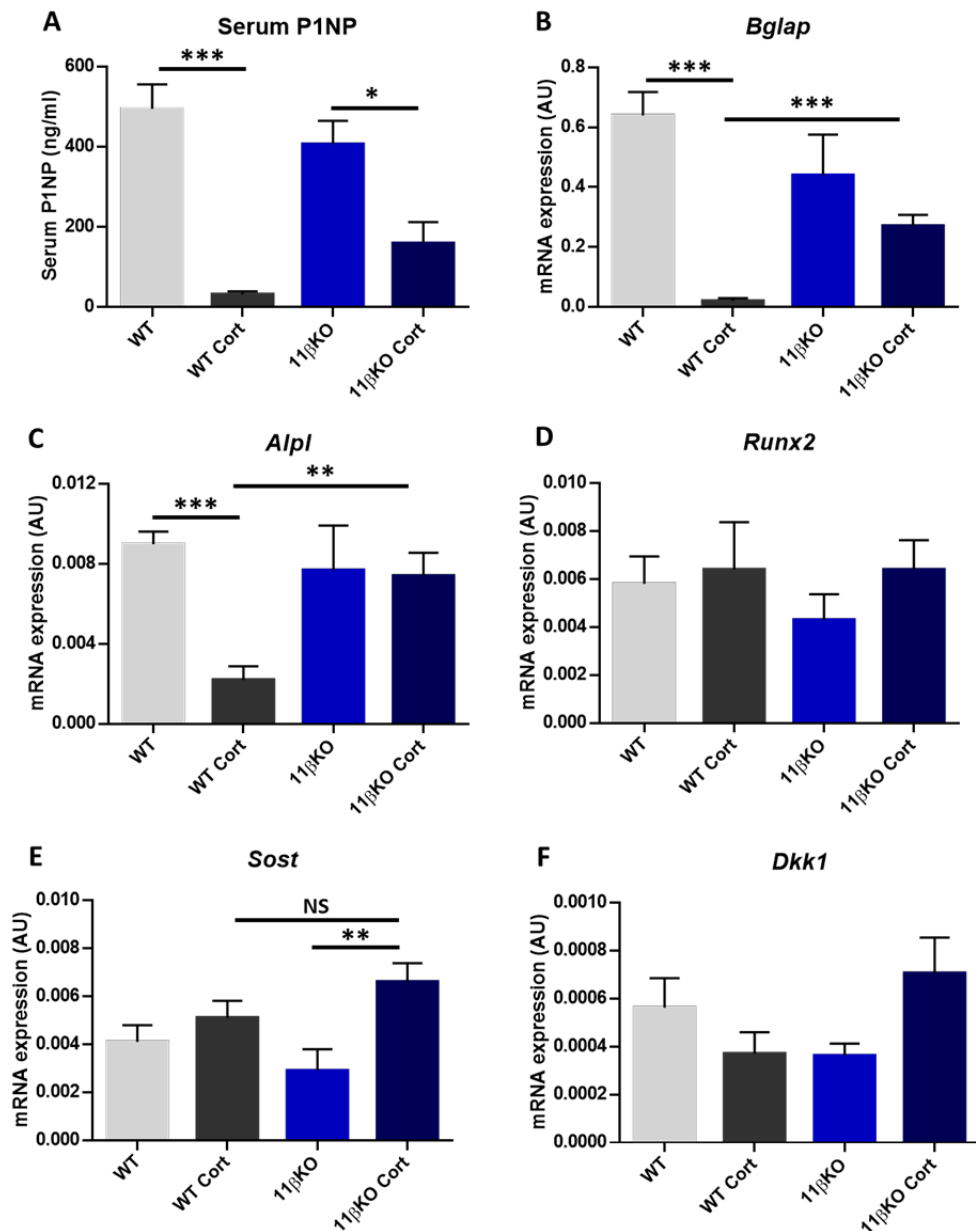 A
Serum P1NP
Serum P1NP (ng/ml)
600
400
200
0
***
*
WT
WT Cort
11βKO
11βKO Cort
B
Bglap
mRNA expression (AU)
0.8
0.6
0.4
0.2
0.0
***
***
WT
WT Cort
11βKO
11βKO Cort
C
Alpl
mRNA expression (AU)
0.012
0.008
0.004
0.000
***
**
WT
WT Cort
11βKO
11βKO Cort
D
Runx2
mRNA expression (AU)
0.010
0.008
0.006
0.004
0.002
0.000
WT
WT Cort
11βKO
11βKO Cort
E
Sost
mRNA expression (AU)
0.010
0.008
0.006
0.004
0.002
0.000
NS
**
WT
WT Cort
11βKO
11βKO Cort
F
Dkk1
mRNA expression (AU)
0.0010
0.0008
0.0006
0.0004
0.0002
0.0000
WT
WT Cort
11βKO
11βKO Cort